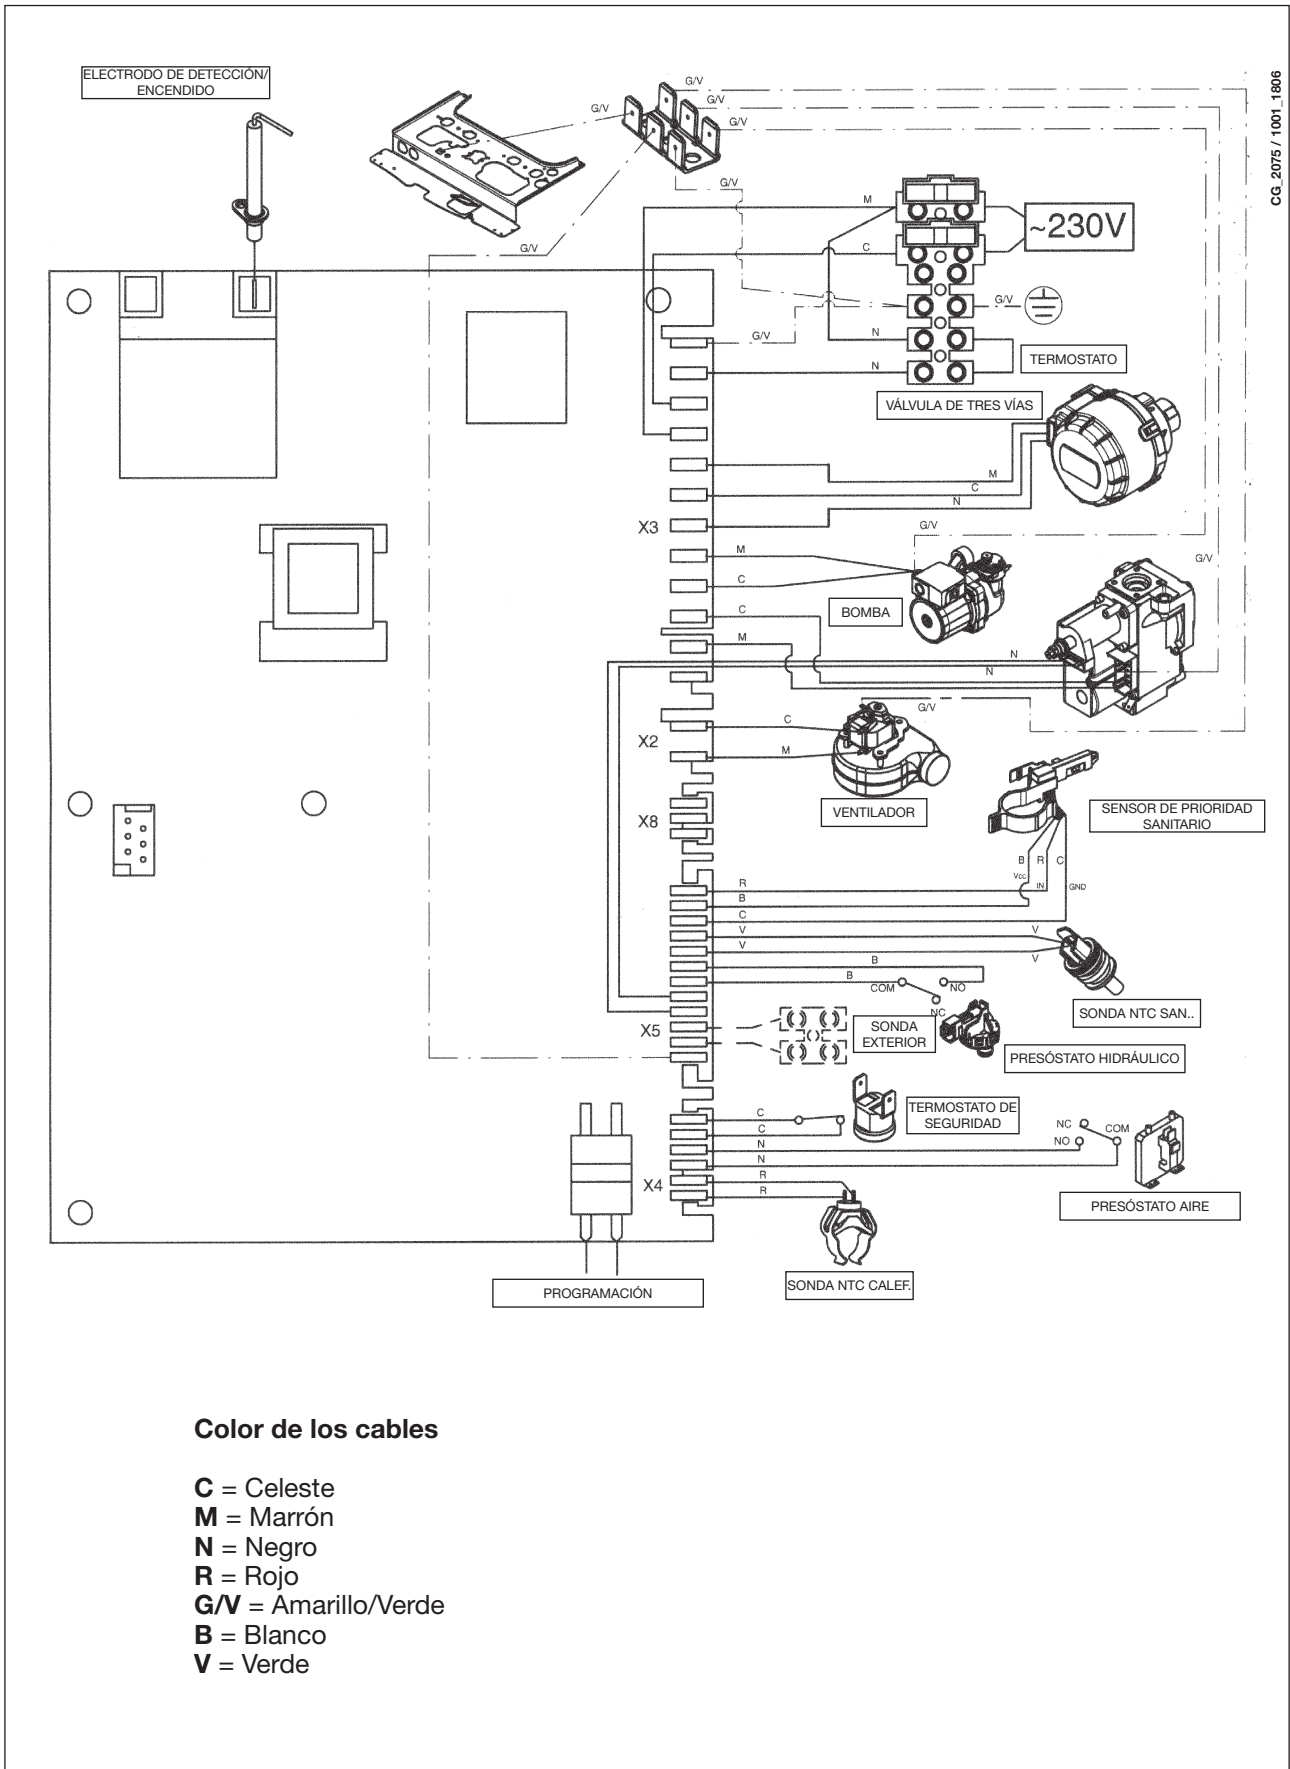 ELECTRODO DE DETECCIÓN/
ENCENDIDO
CG_2075 / 1001_1806
G/V
G/V
G/V
G/V
G/V
G/V
M
C
~230V
G/V
G/V
N
N
TERMOSTATO
VÁLVULA DE TRES VÍAS
M
C
N
X3
G/V
G/V
M
C
BOMBA
C
M
N
N
G/V
X2
C
M
VENTILADOR
SENSOR DE PRIORIDAD
SANITARIO
X8
B
R
C
Vcc
IN
GND
R
B
C
V
V
V
V
B
B
COM
NO
NC
SONDA NTC SAN..
X5
SONDA
EXTERIOR
PRESÓSTATO HIDRÁULICO
TERMOSTATO DE
SEGURIDAD
C
C
N
N
R
R
NC
NO
COM
X4
PRESÓSTATO AIRE
SONDA NTC CALEF.
PROGRAMACIÓN
Color de los cables
C = Celeste
M = Marrón
N = Negro
R = Rojo
G/V = Amarillo/Verde
B = Blanco
V = Verde